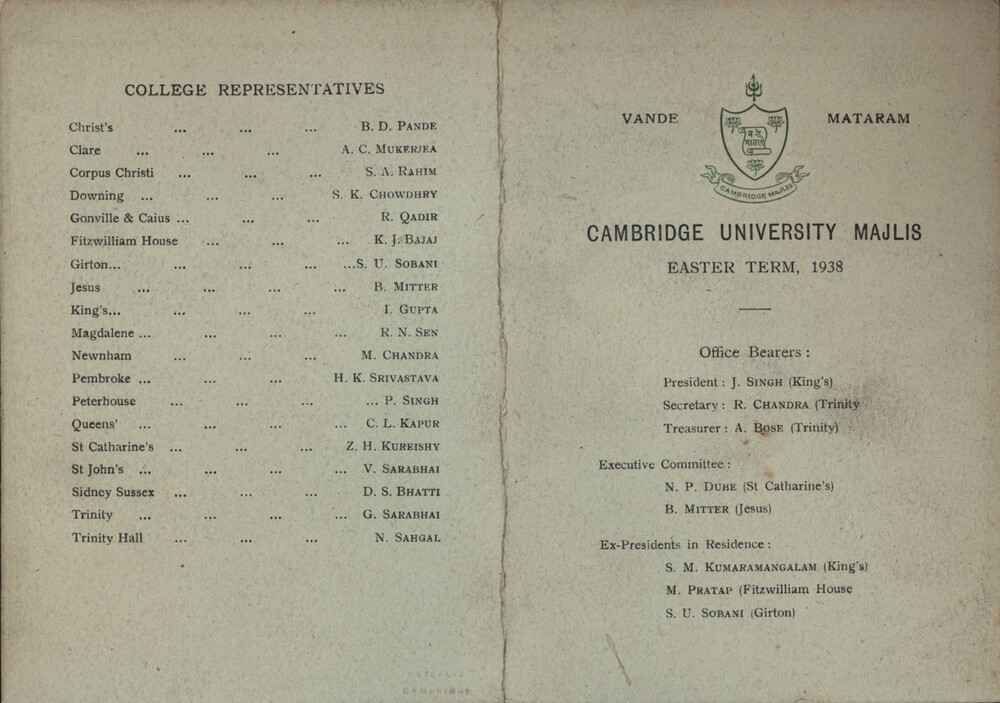 COLLEGE REPRESENTATIVES
Christ's ... ... ... B. D. PANDE
Clare ... ... ... A. C. MUKERJEA
Corpus Christi ... ... ... S. A. RAHIM
Downing ... ... ... S. K. CHOWDHRY
Gonville & Caius ... ... ... R. QADIR
Fitzwilliam House ... ... ... K. J. BAJAJ
Girton... ... ... ... ...S. U. SOBANI
Jesus ... ... ... ... B. MITTER
King's... ... ... ... I. GUPTA
Magdalene ... ... ... ... R. N. SEN
Newnham ... ... ... M. CHANDRA
Pembroke ... ... ... H. K. SRIVASTAVA
Peterhouse ... ... ... ... P. SINGH
Queens' ... ... ... ... C. L. KAPUR
St Catharine's ... ... ... Z. H. KUREISHY
St John's ... ... ... ... V. SARABHAI
Sidney Sussex ... ... ... D. S. BHATTI
Trinity ... ... ... ... G. SARABHAI
Trinity Hall ... ... ... N. SAHGAL
METCALFE
CAMBRIDGE
VANDE MATARAM
वन्दे
मातरम्
CAMBRIDGE MAJLIS
CAMBRIDGE UNIVERSITY MAJLIS
EASTER TERM, 1938
Office Bearers :
President : J. SINGH (King's)
Secretary : R. CHANDRA (Trinity
Treasurer : A. BOSE (Trinity)
Executive Committee :
N. P. DUBE (St Catharine's)
B. MITTER (Jesus)
Ex-Presidents in Residence :
S. M. KUMARAMANGALAM (King's)
M. PRATAP (Fitzwilliam House
S. U. SOBANI (Girton)